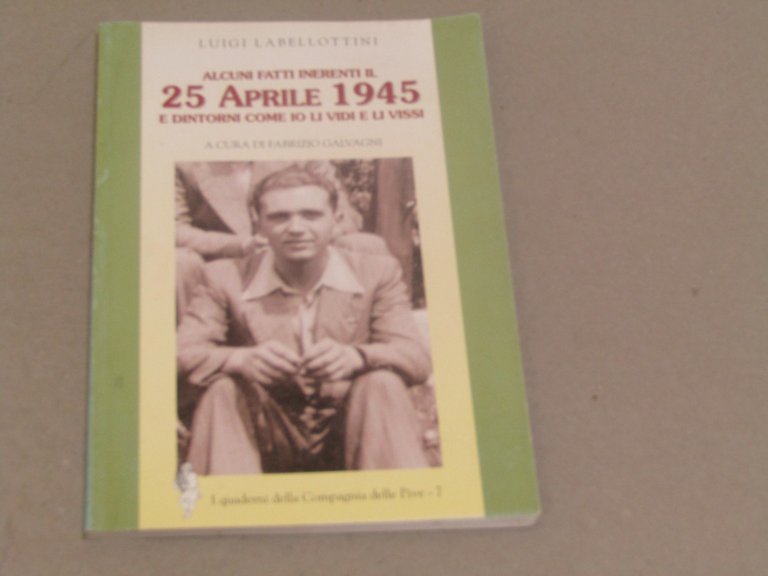 LUIGI LABELLOTTINI
ALCUNI FATTI INERENTI IL
25 APRILE 1945
E DINTORNI COME IO LI VIDI E LI VISSI
A CURA DI FABRIZIO GALVAGNI
I quaderni della Compagnia delle Pive - 7